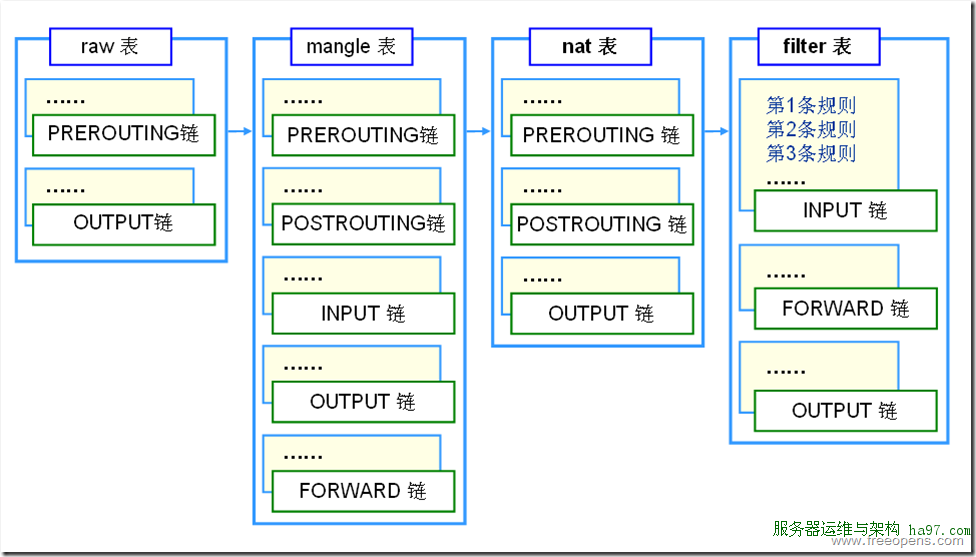 raw 表
……
PREROUTING链
……
OUTPUT链
mangle 表
……
PREROUTING链
……
POSTROUTING链
……
INPUT 链
……
OUTPUT 链
……
FORWARD 链
nat 表
……
PREROUTING 链
……
POSTROUTING 链
……
OUTPUT 链
filter 表
第1条规则
第2条规则
第3条规则
……
INPUT 链
……
FORWARD 链
……
OUTPUT 链
服务器运维与架构 ha97.com
www.freeopens.com